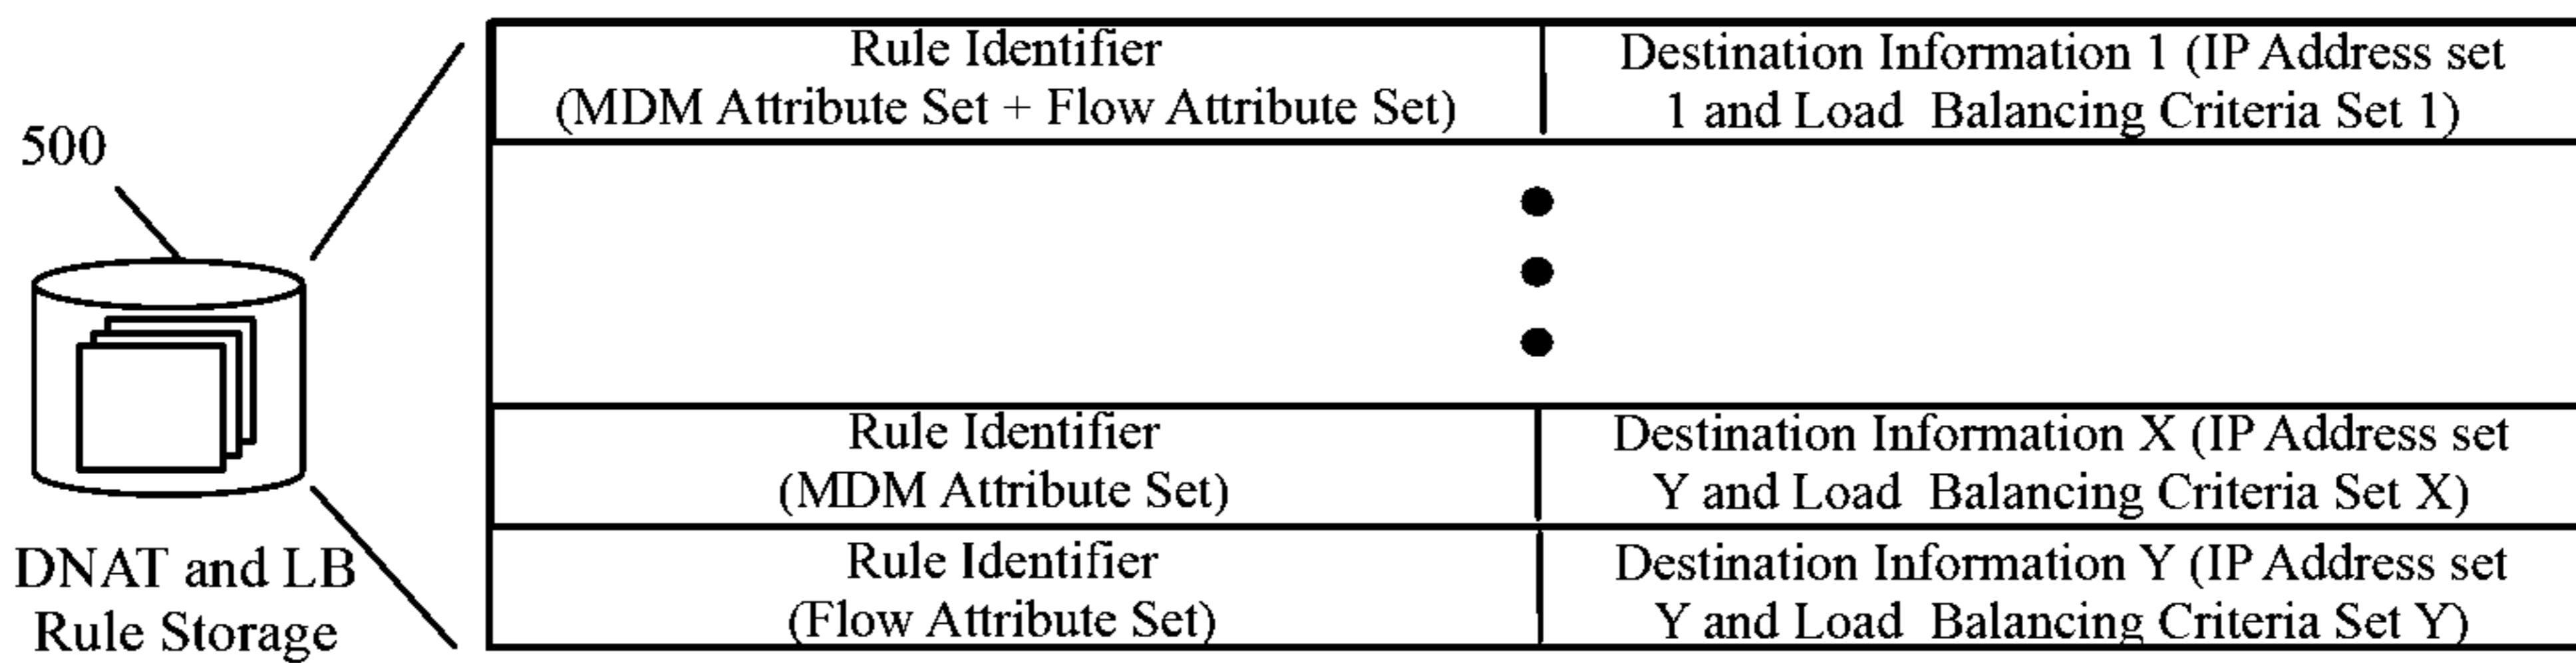 Rule Identifier
(MDM Attribute Set + Flow Attribute Set)
Destination Information 1 (IP Address set
1 and Load Balancing Criteria Set 1)
500
Rule Identifier
(MDM Attribute Set)
Destination Information X (IP Address set
Y and Load Balancing Criteria Set X)
Rule Identifier
(Flow Attribute Set)
Destination Information Y (IP Address set
Y and Load Balancing Criteria Set Y)
DNAT and LB
Rule Storage